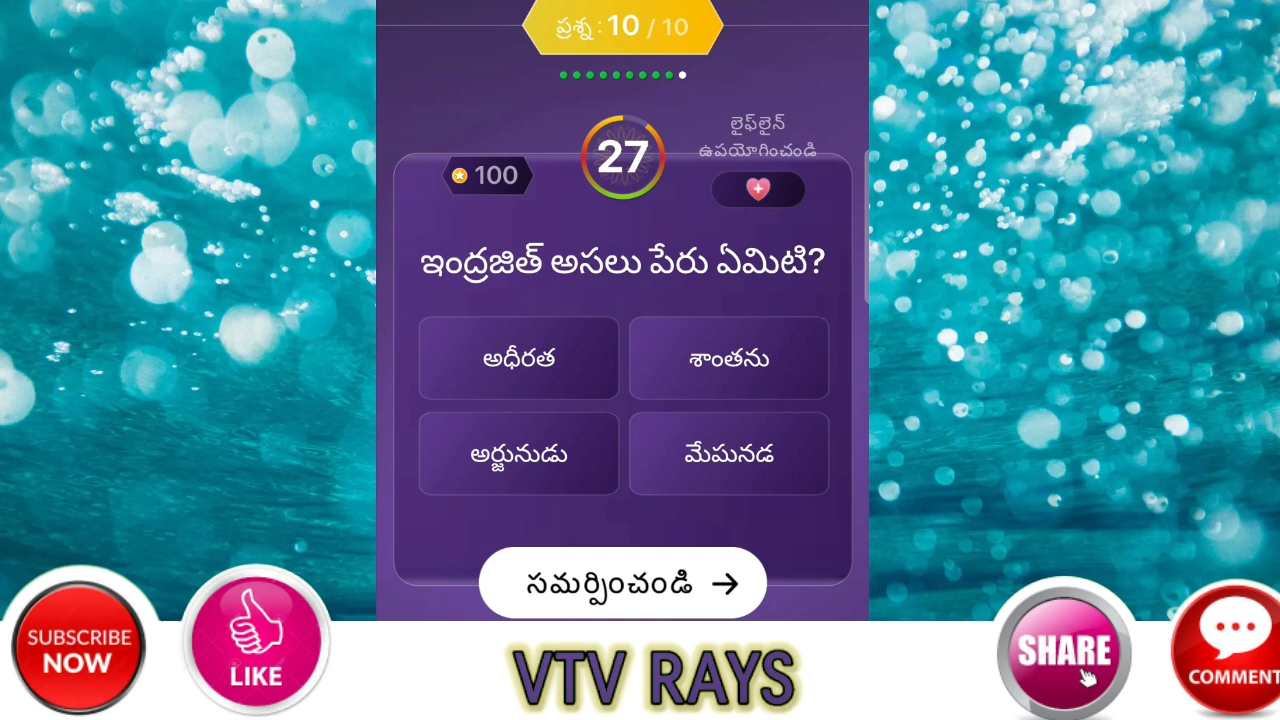 ప్రశ్న : 10 / 10
లైఫ్‌లైన్
ఉపయోగించండి
100
27
ఇంద్రజిత్ అసలు పేరు ఏమిటి?
అధీరత
శాంతను
అర్జునుడు
మేఘనడ
సమర్పించండి →
SUBSCRIBE
NOW
LIKE
VTV RAYS
SHARE
COMMENT